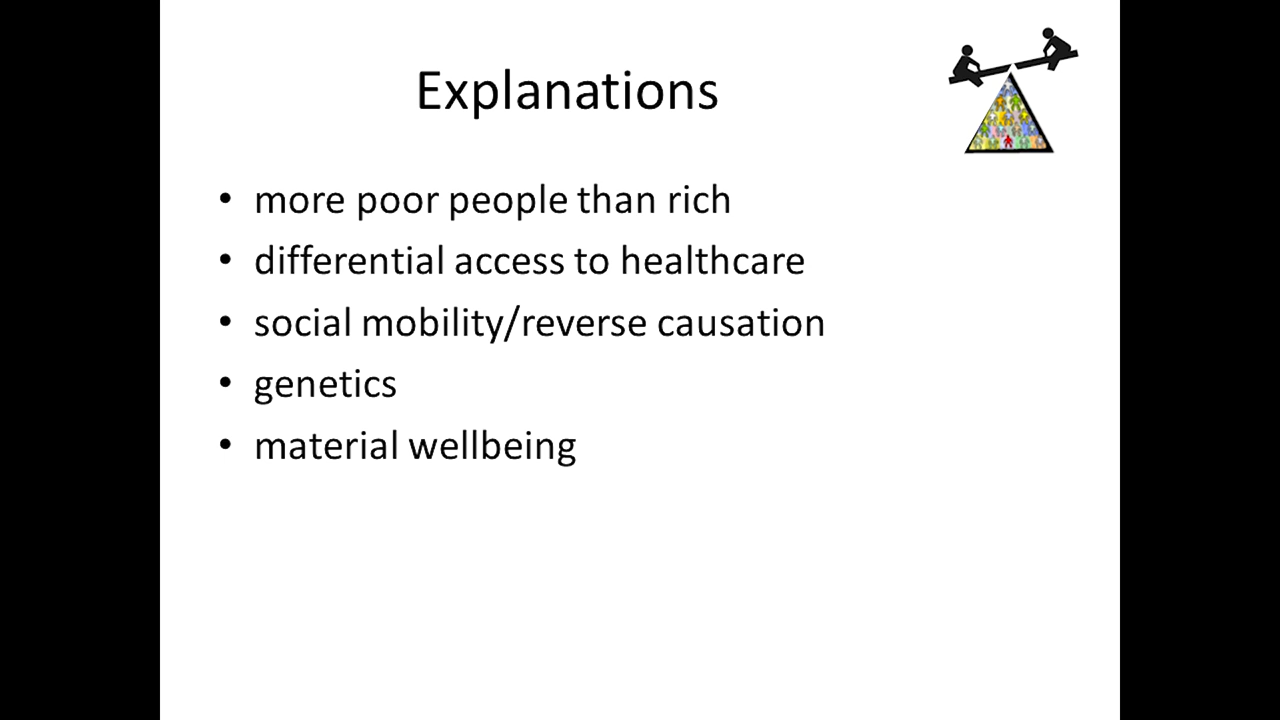 Explanations
• more poor people than rich
• differential access to healthcare
• social mobility/reverse causation
• genetics
• material wellbeing